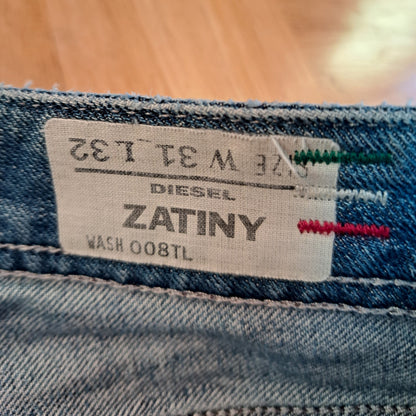 SIZE W 31 L 32
DIESEL
ZATINY
WASH 008TL